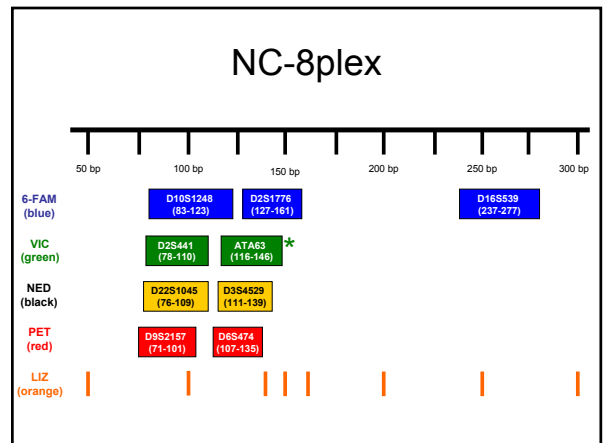 NC-8plex
50 bp 100 bp 150 bp 200 bp 250 bp 300 bp
6-FAM
(blue)
D10S1248
(83-123)
D2S1776
(127-161)
D16S539
(237-277)
VIC
(green)
D2S441
(78-110)
ATA63
(116-146)
*
NED
(black)
D22S1045
(76-109)
D3S4529
(111-139)
PET
(red)
D9S2157
(71-101)
D6S474
(107-135)
LIZ
(orange)